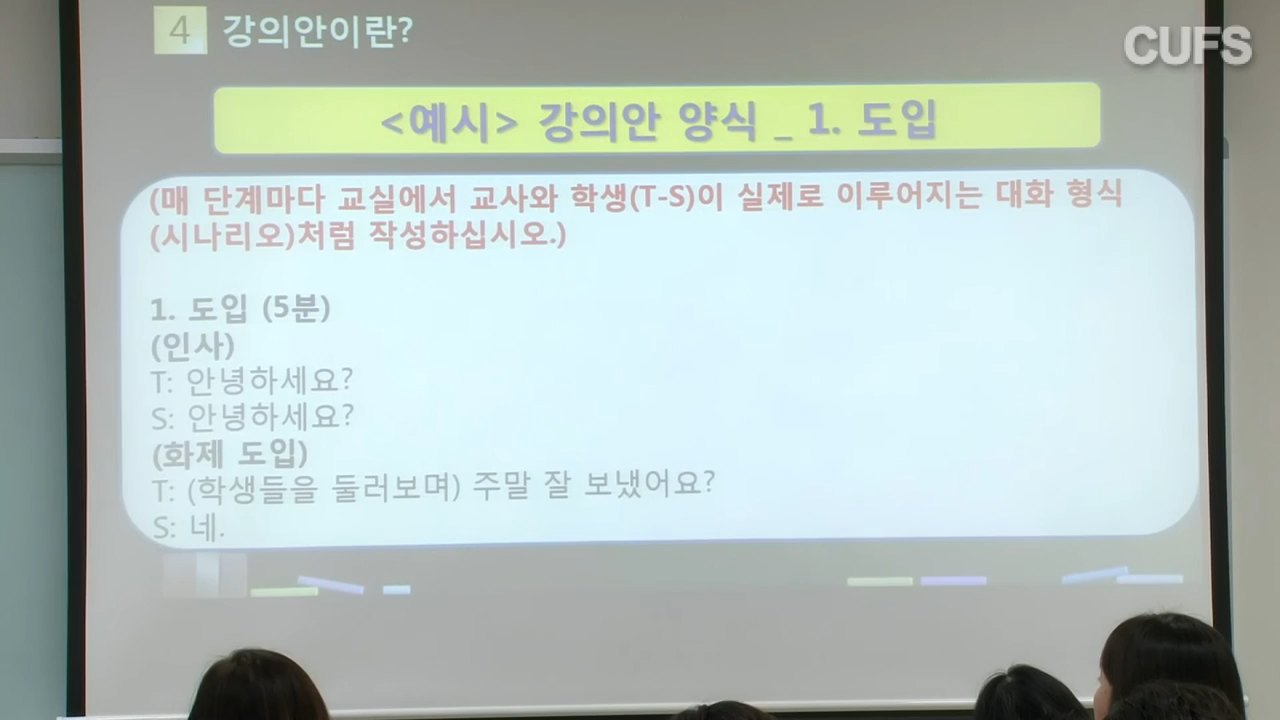 4 강의안이란?
CUFS
<예시> 강의안 양식 _ 1. 도입
(매 단계마다 교실에서 교사와 학생(T-S)이 실제로 이루어지는 대화 형식
(시나리오)처럼 작성하십시오.)
1. 도입 (5분)
(인사)
T: 안녕하세요?
S: 안녕하세요?
(화제 도입)
T: (학생들을 둘러보며) 주말 잘 보냈어요?
S: 네.